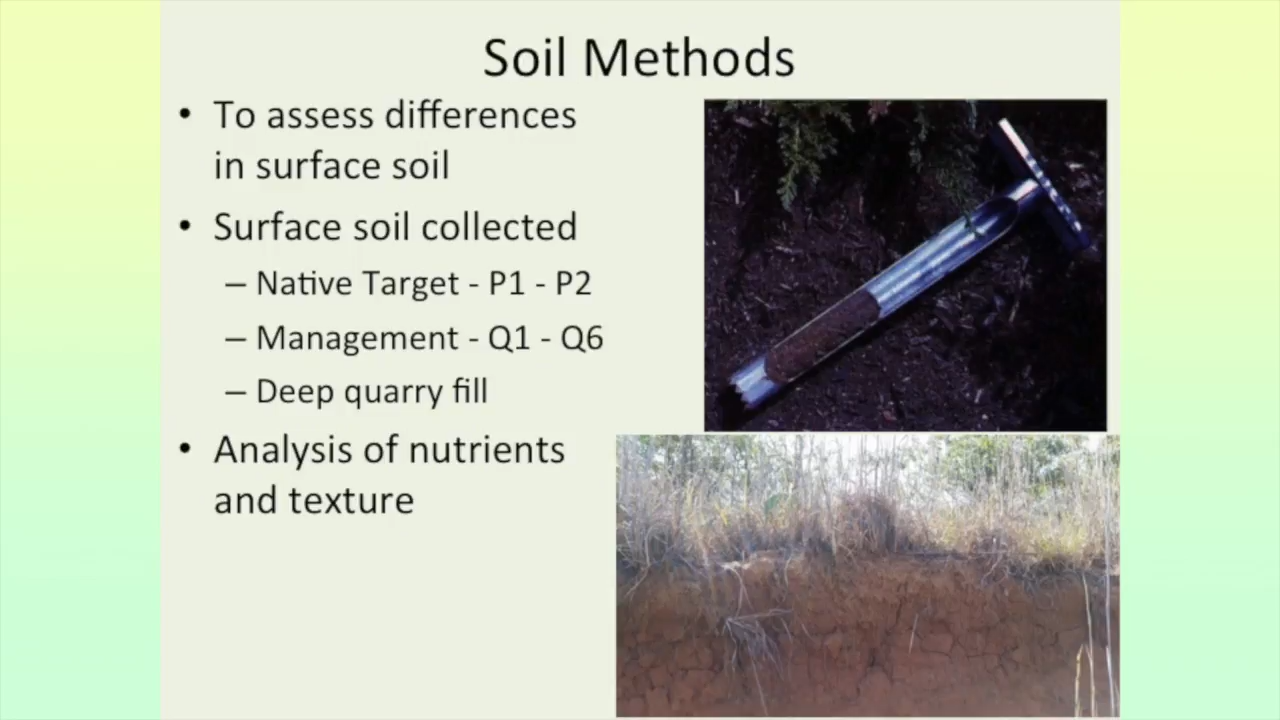 Soil Methods
• To assess differences
in surface soil
• Surface soil collected
– Native Target - P1 - P2
– Management - Q1 - Q6
– Deep quarry fill
• Analysis of nutrients
and texture